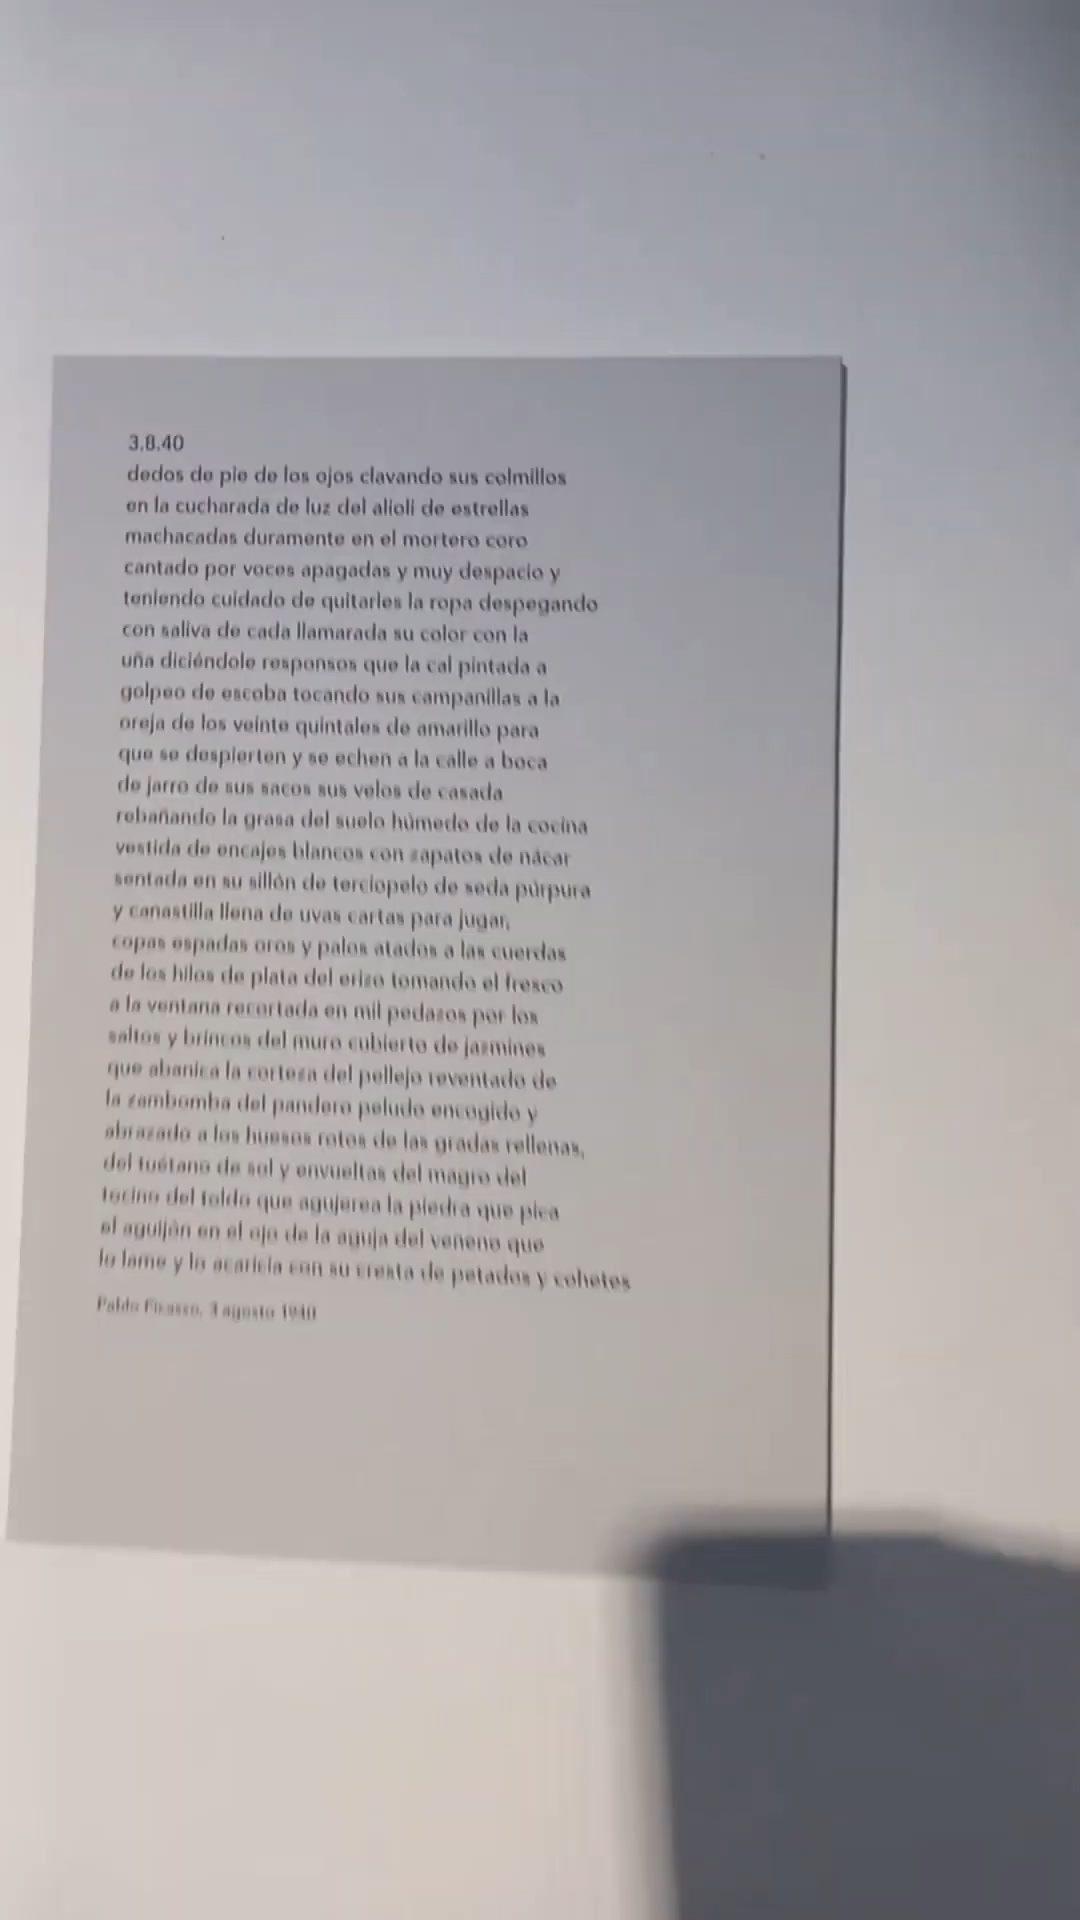 3.8.40
dedos de pie de los ojos clavando sus colmillos
en la cucharada de luz del alioli de estrellas
machacadas duramente en el mortero coro
cantado por voces apagadas y muy despacio y
teniendo cuidado de quitarles la ropa despegando
con saliva de cada llamarada su color con la
uña diciéndole responsos que la cal pintada a
golpeo de escoba tocando sus campanillas a la
oreja de los veinte quintales de amarillo para
que se despierten y se echen a la calle a boca
de jarro de sus sacos sus velos de casada
rebañando la grasa del suelo húmedo de la cocina
vestida de encajes blancos con zapatos de nácar
sentada en su sillón de terciopelo de seda púrpura
y canastilla llena de uvas cartas para jugar,
copas espadas oros y palos atados a las cuerdas
de los hilos de plata del erizo tomando el fresco
a la ventana recortada en mil pedazos por los
saltos y brincos del muro cubierto de jazmines
que abanica la corteza del pellejo reventado de
la zambomba del pandero peludo encogido y
abrazado a los huesos rotos de las gradas rellenas,
del tuétano de sol y envueltas del magro del
tocino del toldo que agujerea la piedra que pica
el aguijón en el ojo de la aguja del veneno que
lo lame y lo acaricia con su cresta de petados y cohetes
Pablo Picasso, 3 agosto 1940